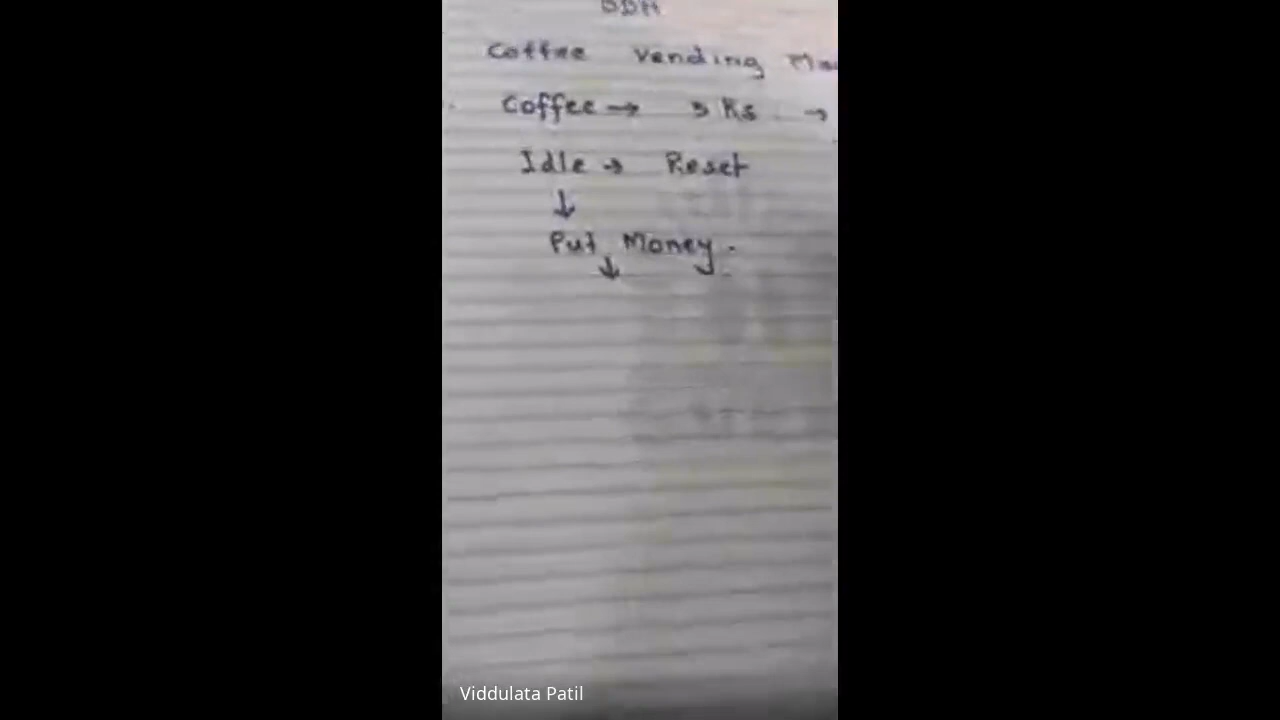 Coffee Vending
Coffee → 5 Rs →
Idle → Reset
↓
Put Money.
↓
Viddulata Patil